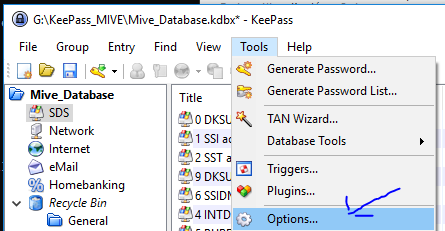 G:\KeePass_MIVE\Mive_Database.kdbx* - KeePass
File Group Entry Find View Tools Help
Generate Password...
Generate Password List...
TAN Wizard...
Database Tools
Triggers...
Plugins...
Options...
Mive_Database
SDS
Network
Internet
eMail
Homebanking
Recycle Bin
General
Title
0 DKSU
1 SSI ac
2 SST a
9 DKSU
6 SSIDN
4 INTD